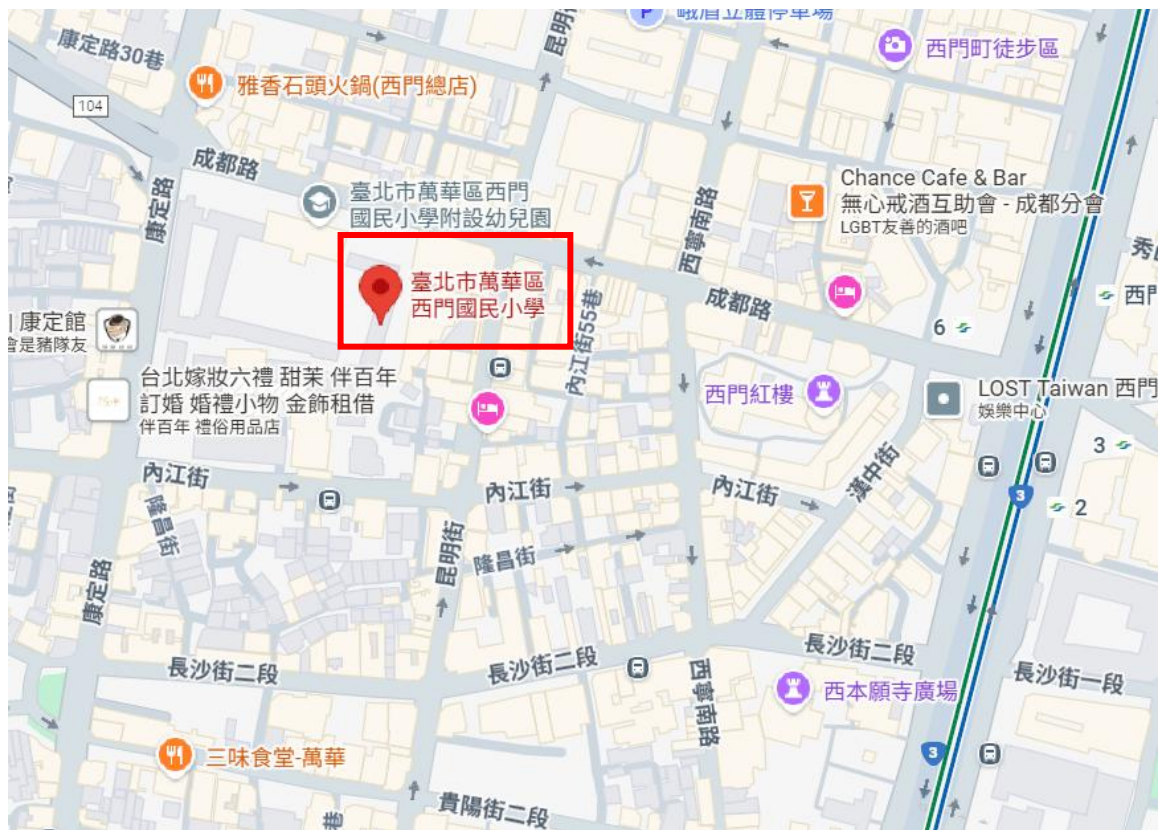 P 峨眉立體停車場
康定路30巷
昆明
西門町徒步區
雅香石頭火鍋(西門總店)
104
成都路
臺北市萬華區西門
國民小學附設幼兒園
康定路
西寧南路
Chance Cafe & Bar
無心戒酒互助會 - 成都分會
LGBT友善的酒吧
臺北市萬華區
西門國民小學
內江街55巷
成都路
西門
6
| 康定館
會是豬隊友
台北嫁妝六禮 甜茉 伴百年
訂婚 婚禮小物 金飾租借
伴百年 禮俗用品店
西門紅樓
LOST Taiwan 西門
娛樂中心
3
漢中街
內江街
內江街
內江街
3
2
隆昌街
昆明街
隆昌街
康定路
長沙街二段
長沙街二段
長沙街二段
長沙街一段
西寧南路
西本願寺廣場
三味食堂-萬華
3
貴陽街二段
巷